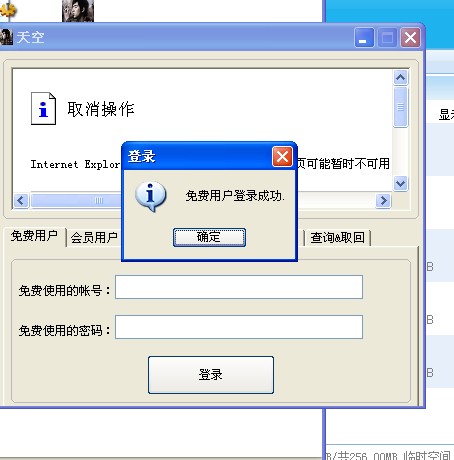 天空
显示
取消操作
登录
Internet Explor
页可能暂时不可用
免费用户登录成功.
确定
免费用户
会员用户
查询&取回
B
免费使用的帐号：
B
免费使用的密码：
B
登录
B/共256.00MB 临时空间